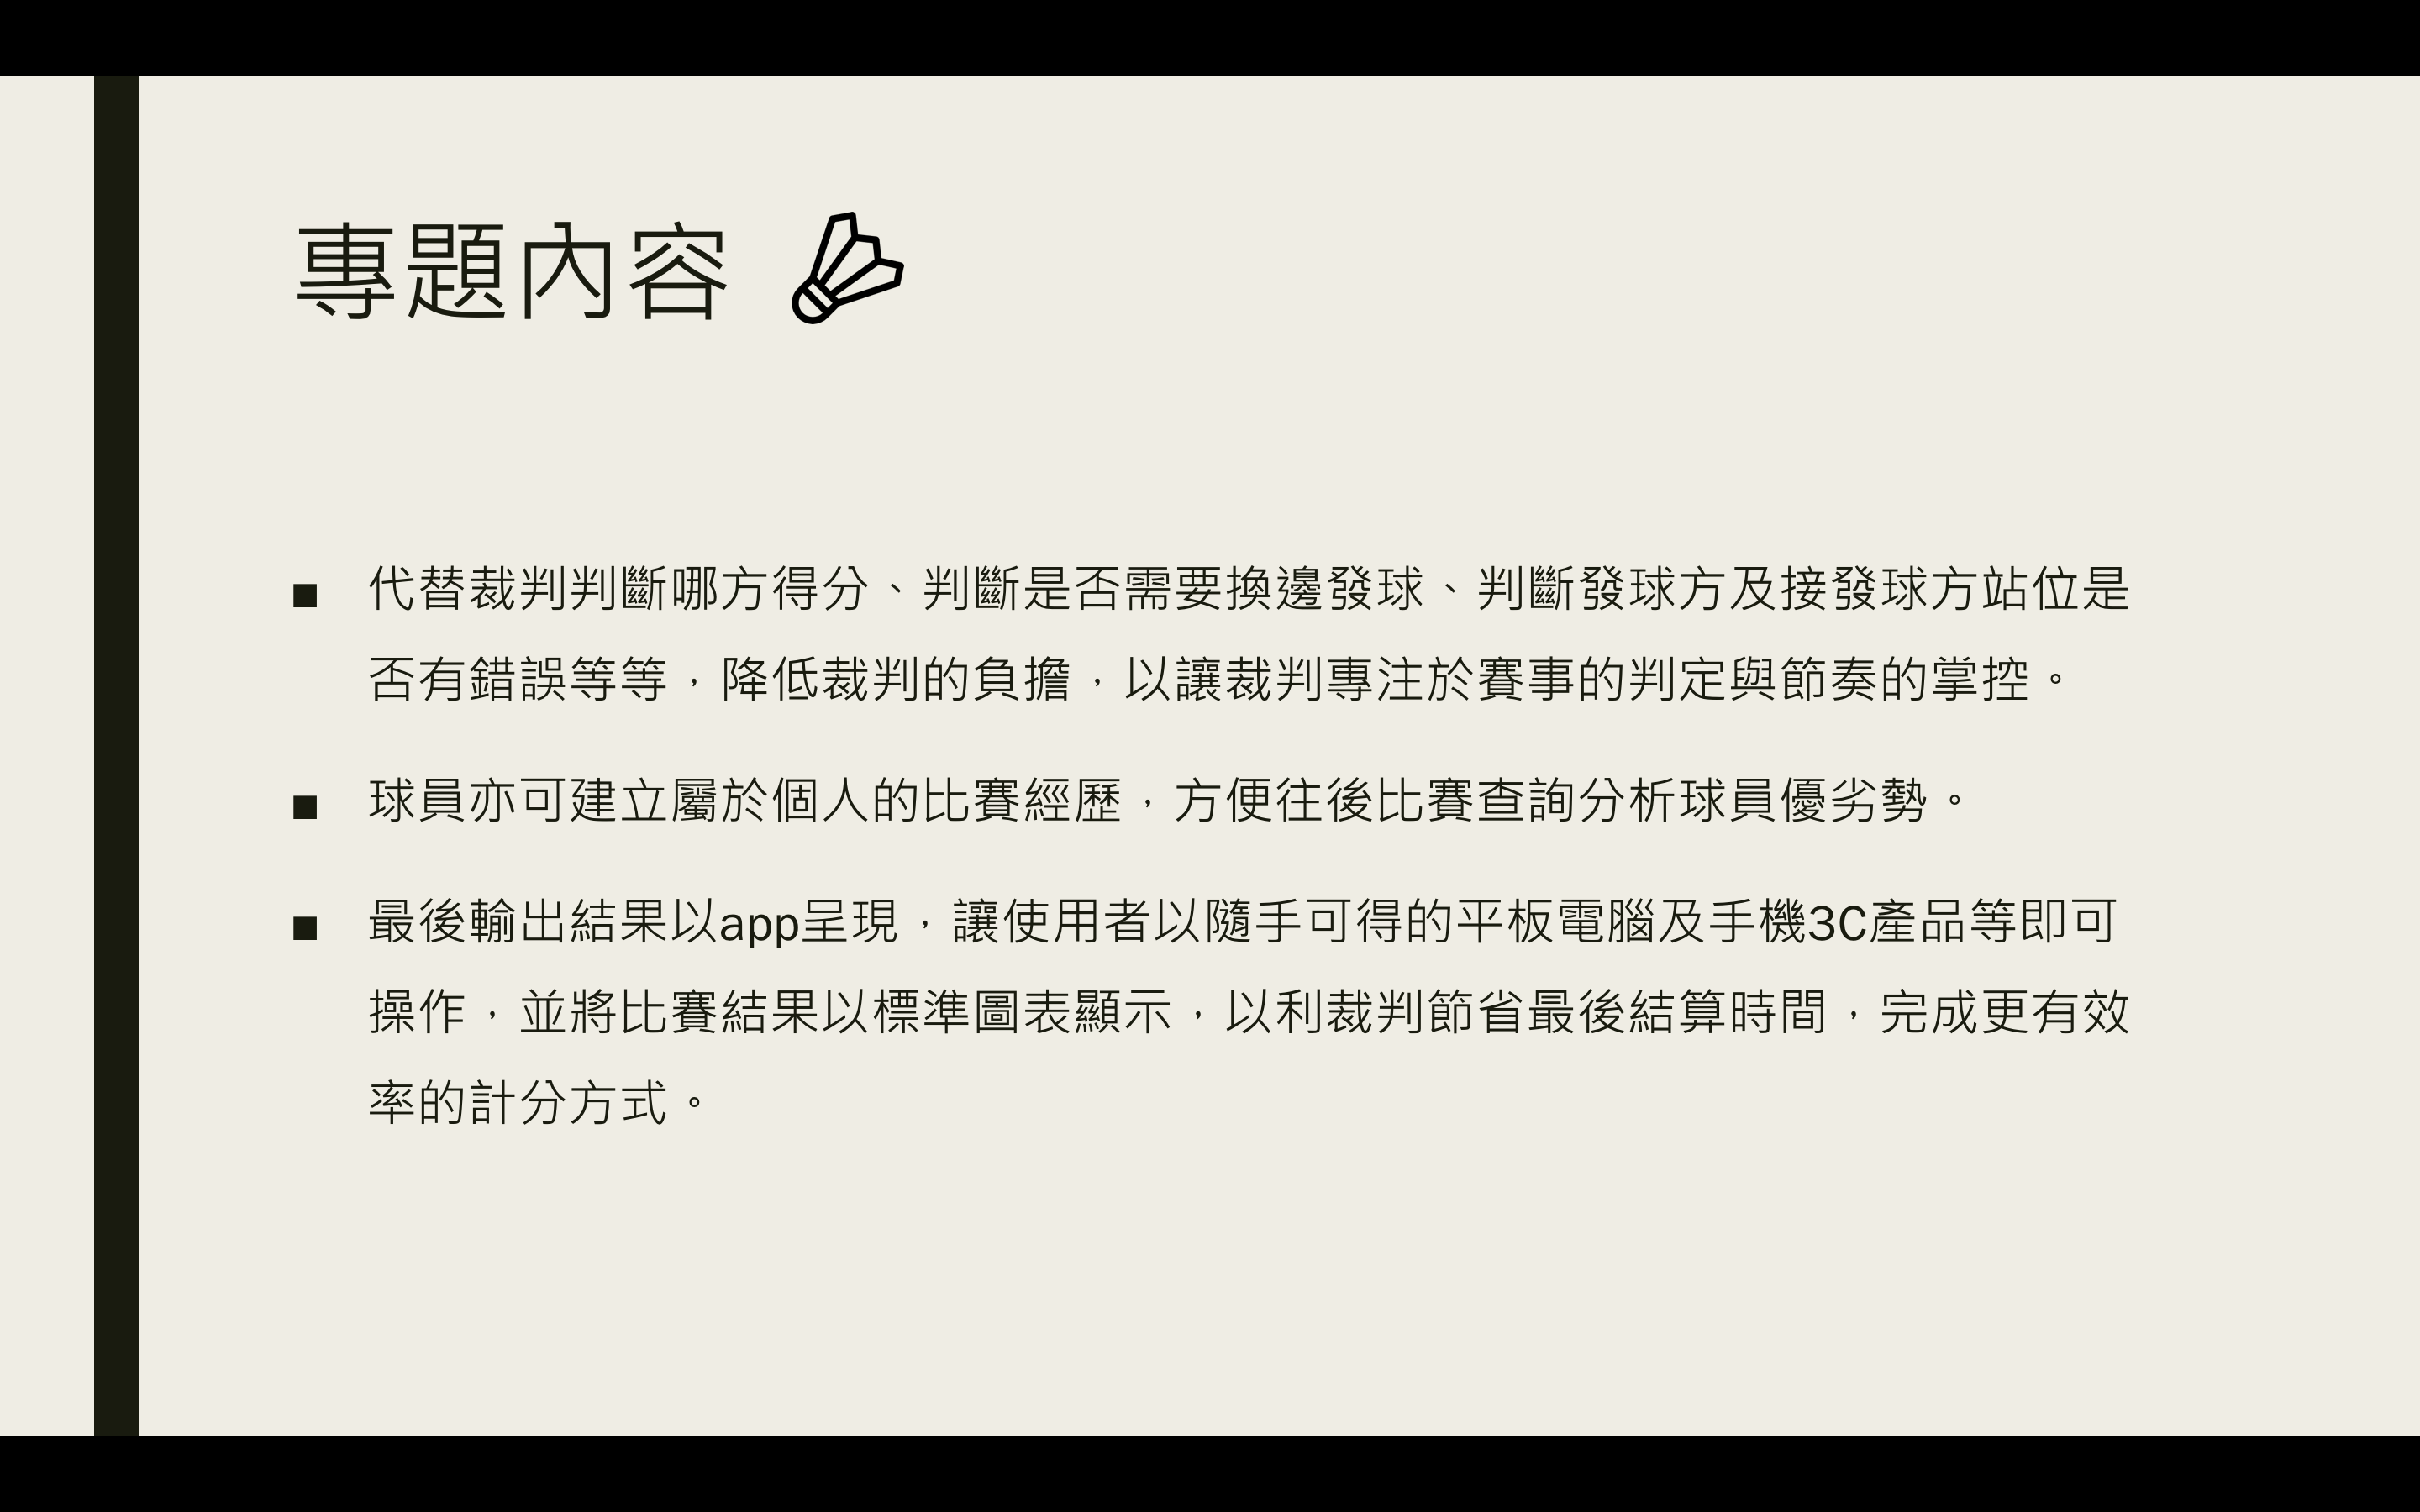 專題內容
▪ 代替裁判判斷哪方得分、判斷是否需要換邊發球、判斷發球方及接發球方站位是
否有錯誤等等，降低裁判的負擔，以讓裁判專注於賽事的判定與節奏的掌控。
▪ 球員亦可建立屬於個人的比賽經歷，方便往後比賽查詢分析球員優劣勢。
▪ 最後輸出結果以app呈現，讓使用者以隨手可得的平板電腦及手機3C產品等即可
操作，並將比賽結果以標準圖表顯示，以利裁判節省最後結算時間，完成更有效
率的計分方式。